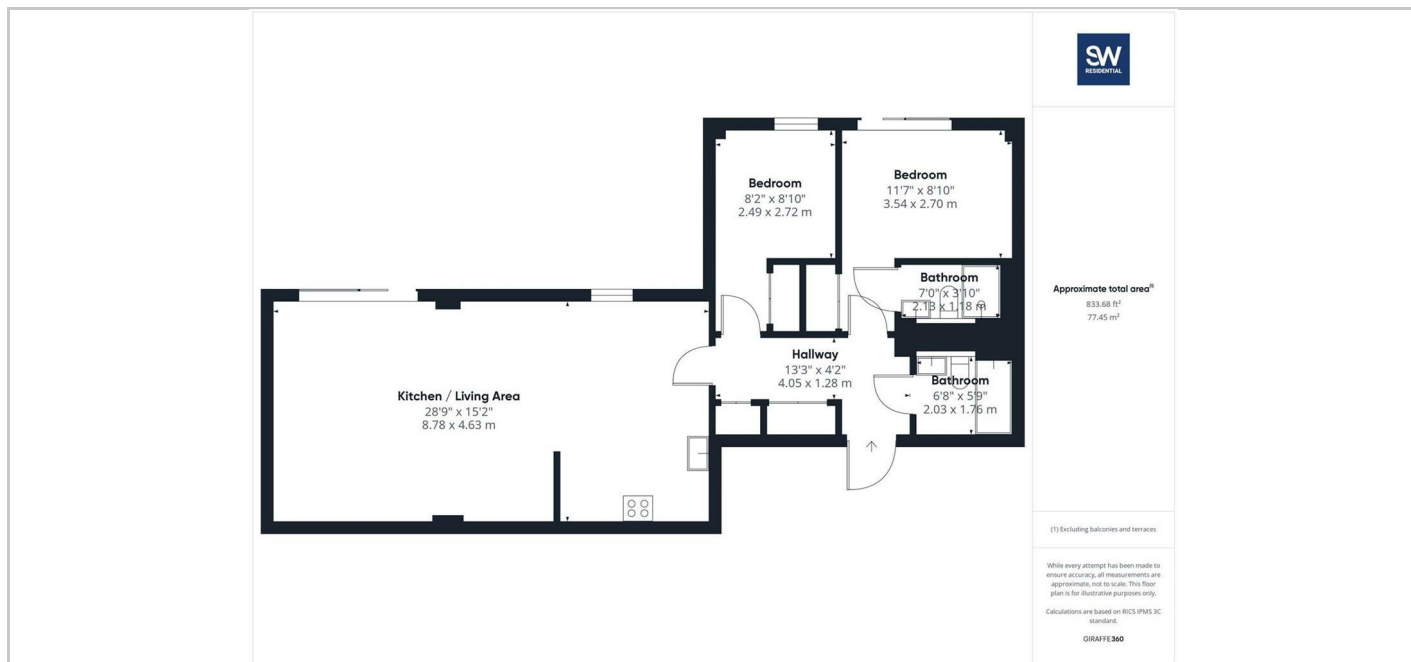 SW
RESIDENTIAL
Bedroom
8'2" x 8'10"
2.49 x 2.72 m
Bedroom
11'7" x 8'10"
3.54 x 2.70 m
Bathroom
7'0" x 3'10"
2.13 x 1.18 m
Hallway
13'3" x 4'2"
4.05 x 1.28 m
Bathroom
6'8" x 5'9"
2.03 x 1.76 m
Kitchen / Living Area
28'9" x 15'2"
8.78 x 4.63 m
Approximate total area⁽¹⁾
833.68 ft²
77.45 m²
(1) Excluding balconies and terraces
While every attempt has been made to
ensure accuracy, all measurements are
approximate, not to scale. This floor
plan is for illustrative purposes only.
Calculations are based on RICS IPMS 3C
standard.
GIRAFFE360